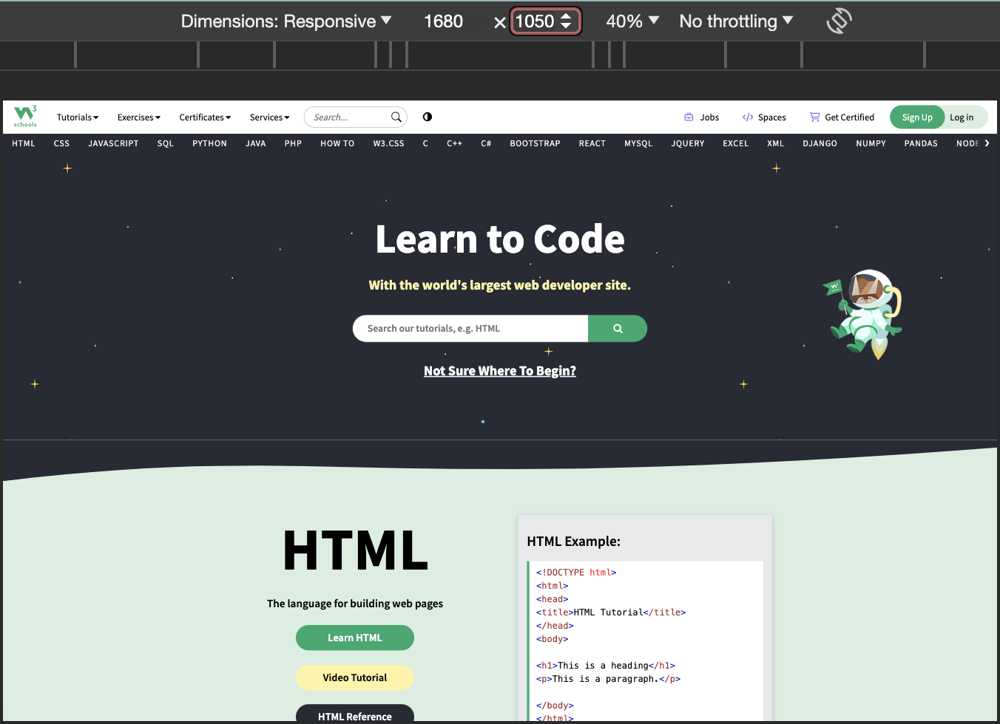 Dimensions: Responsive 1680 × 1050 40% No throttling
W3 schools Tutorials Exercises Certificates Services Search... Jobs </> Spaces Get Certified Sign Up Log in
HTML CSS JAVASCRIPT SQL PYTHON JAVA PHP HOW TO W3.CSS C C++ C# BOOTSTRAP REACT MYSQL JQUERY EXCEL XML DJANGO NUMPY PANDAS NODE ❯
Learn to Code
With the world's largest web developer site.
Search our tutorials, e.g. HTML
Not Sure Where To Begin?
HTML
The language for building web pages
Learn HTML
Video Tutorial
HTML Reference
HTML Example:
<!DOCTYPE html>
<html>
<head>
<title>HTML Tutorial</title>
</head>
<body>
<h1>This is a heading</h1>
<p>This is a paragraph.</p>
</body>
</html>